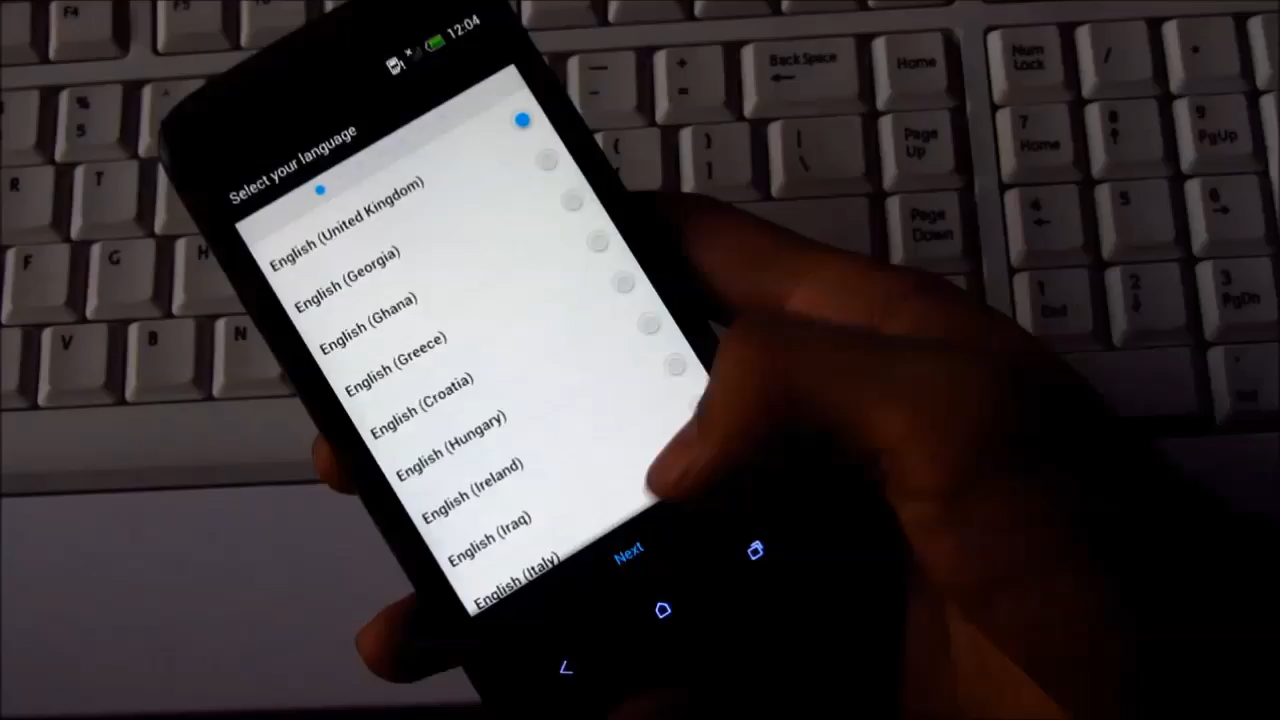 12:04
Select your language
English (United Kingdom)
English (Georgia)
English (Ghana)
English (Greece)
English (Croatia)
English (Hungary)
English (Ireland)
English (Iraq)
English (Italy)
Next
F4
%
5
^
R
T
F
G
H
V
B
N
—
-
+
=
Back Space
←
Home
{
}
]
|
\
Page
Up
Page
Down
Num
Lock
/
*
7
Home
8
↑
9
PgUp
4
←
5
6
→
1
End
2
↓
3
PgDn